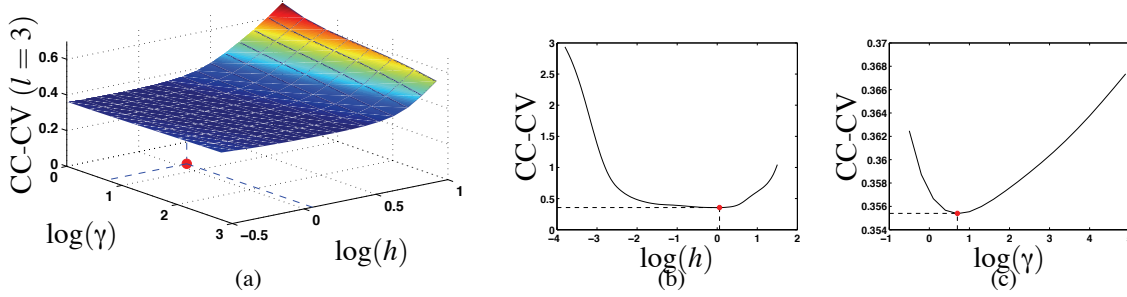 CC-CV (l = 3)
0.6
0.4
0.2
0
0
1
2
3
−0.5
0
0.5
1
log(γ)
log(h)
(a)
CC-CV
3
2.5
2
1.5
1
0.5
0
−4 −3 −2 −1 0 1 2
log(h)
(b)
CC-CV
0.37
0.368
0.366
0.364
0.362
0.36
0.358
0.356
0.354
−1 0 1 2 3 4 5
log(γ)
(c)